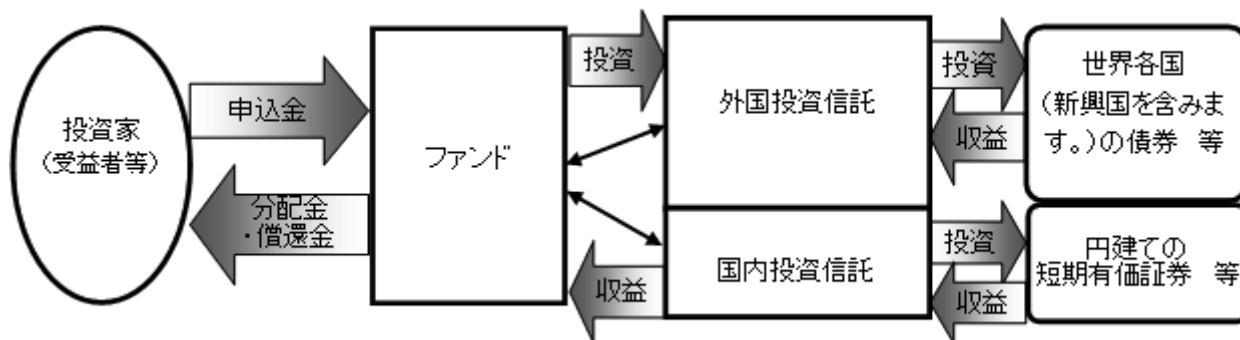 投資家
(受益者等)
申込金
分配金
・償還金
ファンド
投資
収益
外国投資信託
国内投資信託
投資
収益
世界各国
(新興国を含みま
す。)の債券　等
投資
収益
円建ての
短期有価証券　等